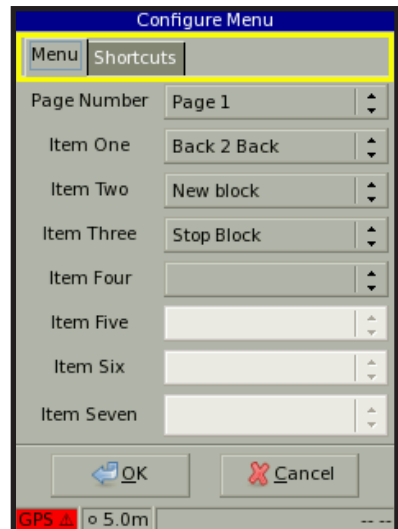 Configure Menu
Menu Shortcuts
Page Number Page 1
Item One Back 2 Back
Item Two New block
Item Three Stop Block
Item Four
Item Five
Item Six
Item Seven
OK Cancel
GPS 5.0m -- --